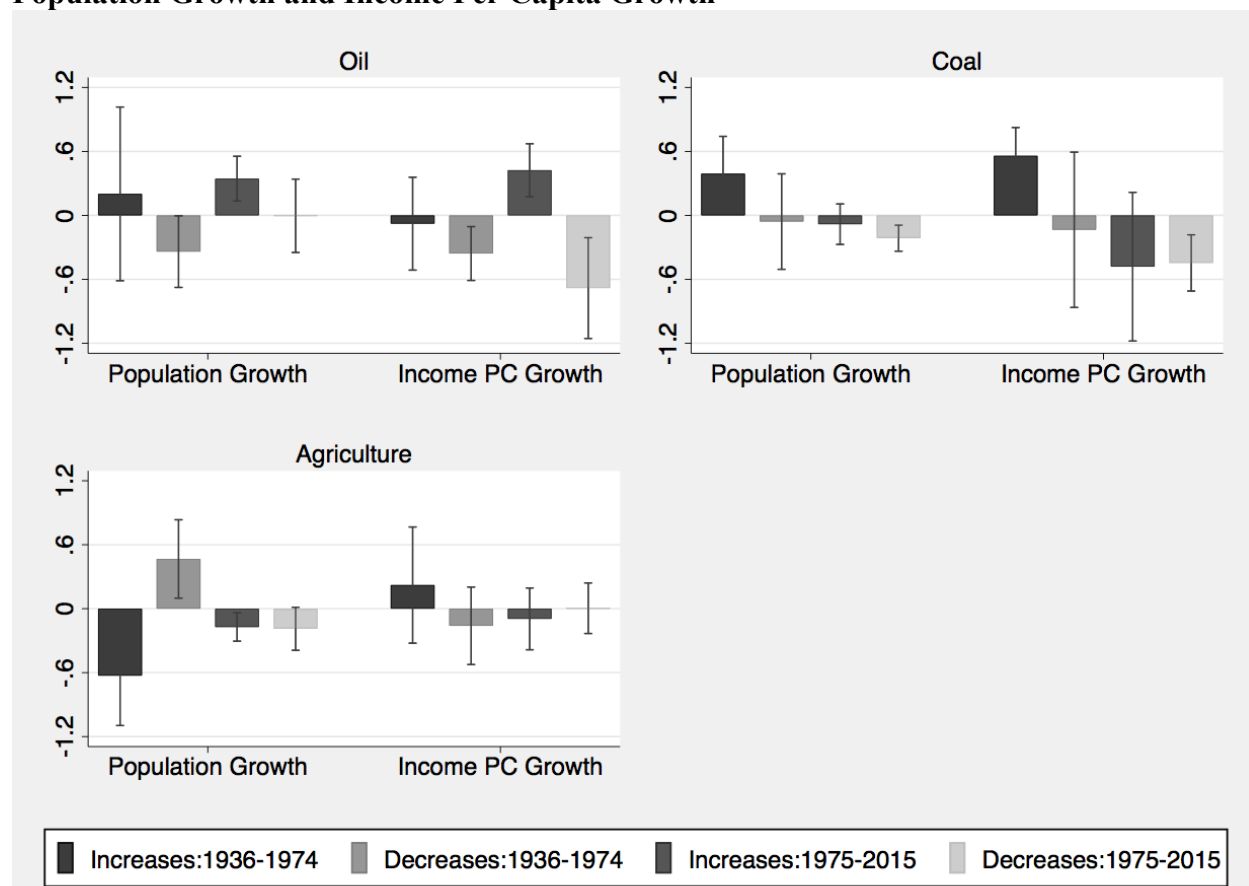 Population Growth and Income Per Capita Growth
Oil
1.2
.6
0
-.6
-1.2
Population Growth Income PC Growth
Coal
1.2
.6
0
-.6
-1.2
Population Growth Income PC Growth
Agriculture
1.2
.6
0
-.6
-1.2
Population Growth Income PC Growth
Increases:1936-1974 Decreases:1936-1974 Increases:1975-2015 Decreases:1975-2015